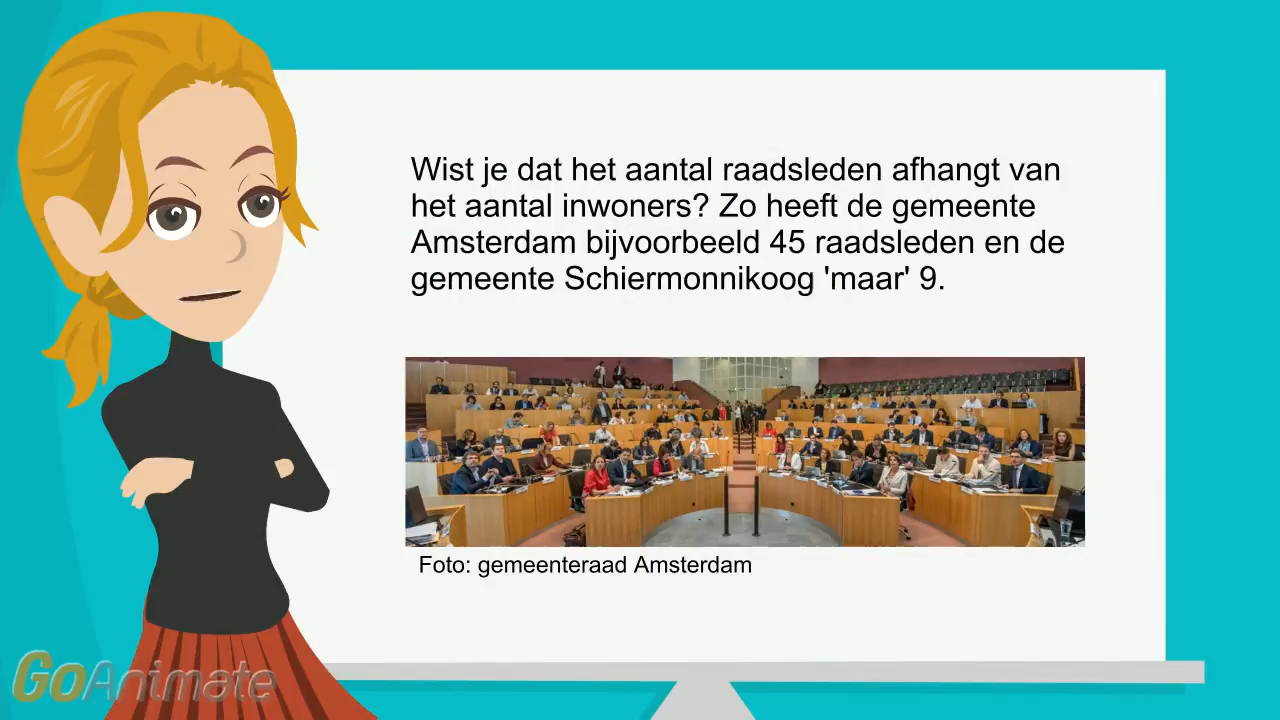 Wist je dat het aantal raadsleden afhangt van
het aantal inwoners? Zo heeft de gemeente
Amsterdam bijvoorbeeld 45 raadsleden en de
gemeente Schiermonnikoog 'maar' 9.
Foto: gemeenteraad Amsterdam
GoAnimate